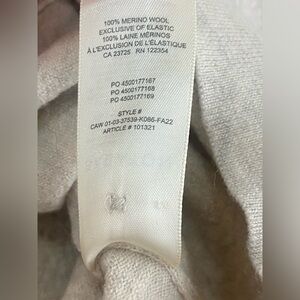 100% MERINO WOOL
EXCLUSIVE OF ELASTIC
100% LAINE MÉRINOS
À L'EXCLUSION DE L'ÉLASTIQUE
CA 23725 RN 122354
PO 4500177167
PO 4500177168
PO 4500177169
STYLE #
CAW 01-03-37539-K086-FA22
ARTICLE # 101321